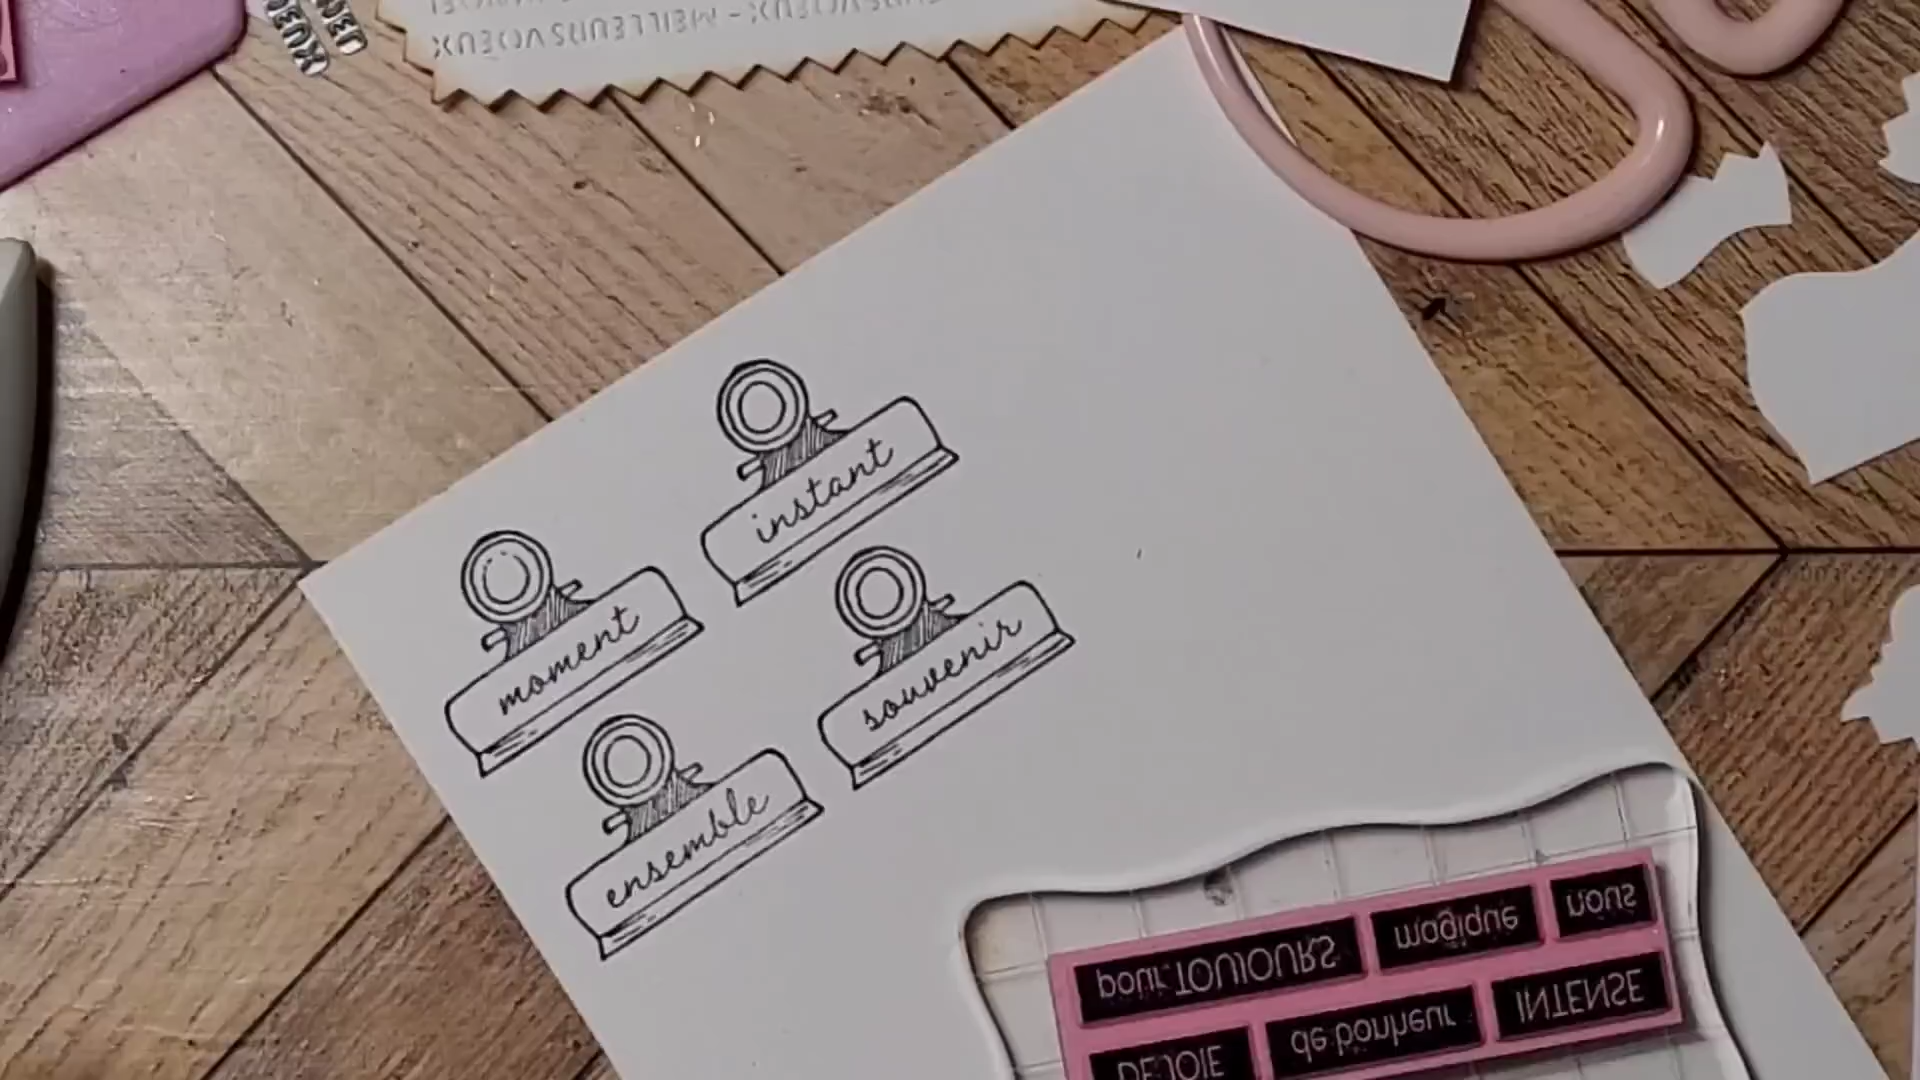 MEILLEURS VOEUX
instant
moment
souvenir
ensemble
pour TOUJOURS
magique
nous
DE JOIE
de bonheur
INTENSE